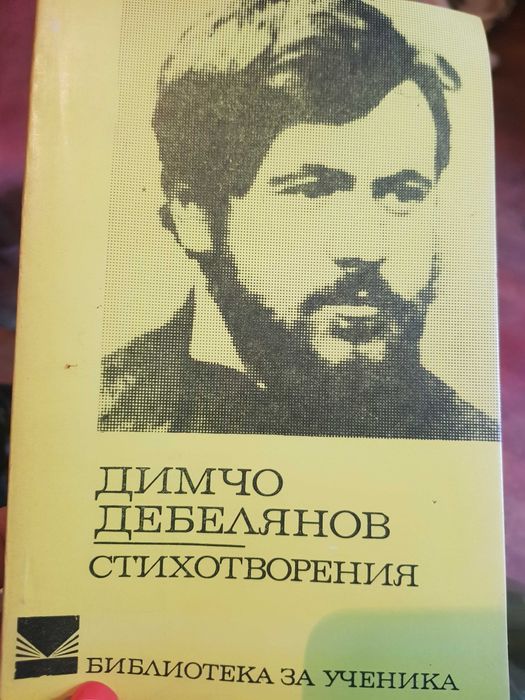 ДИМЧО
ДЕБЕЛЯНОВ
СТИХОТВОРЕНИЯ
БИБЛИОТЕКА ЗА УЧЕНИКА